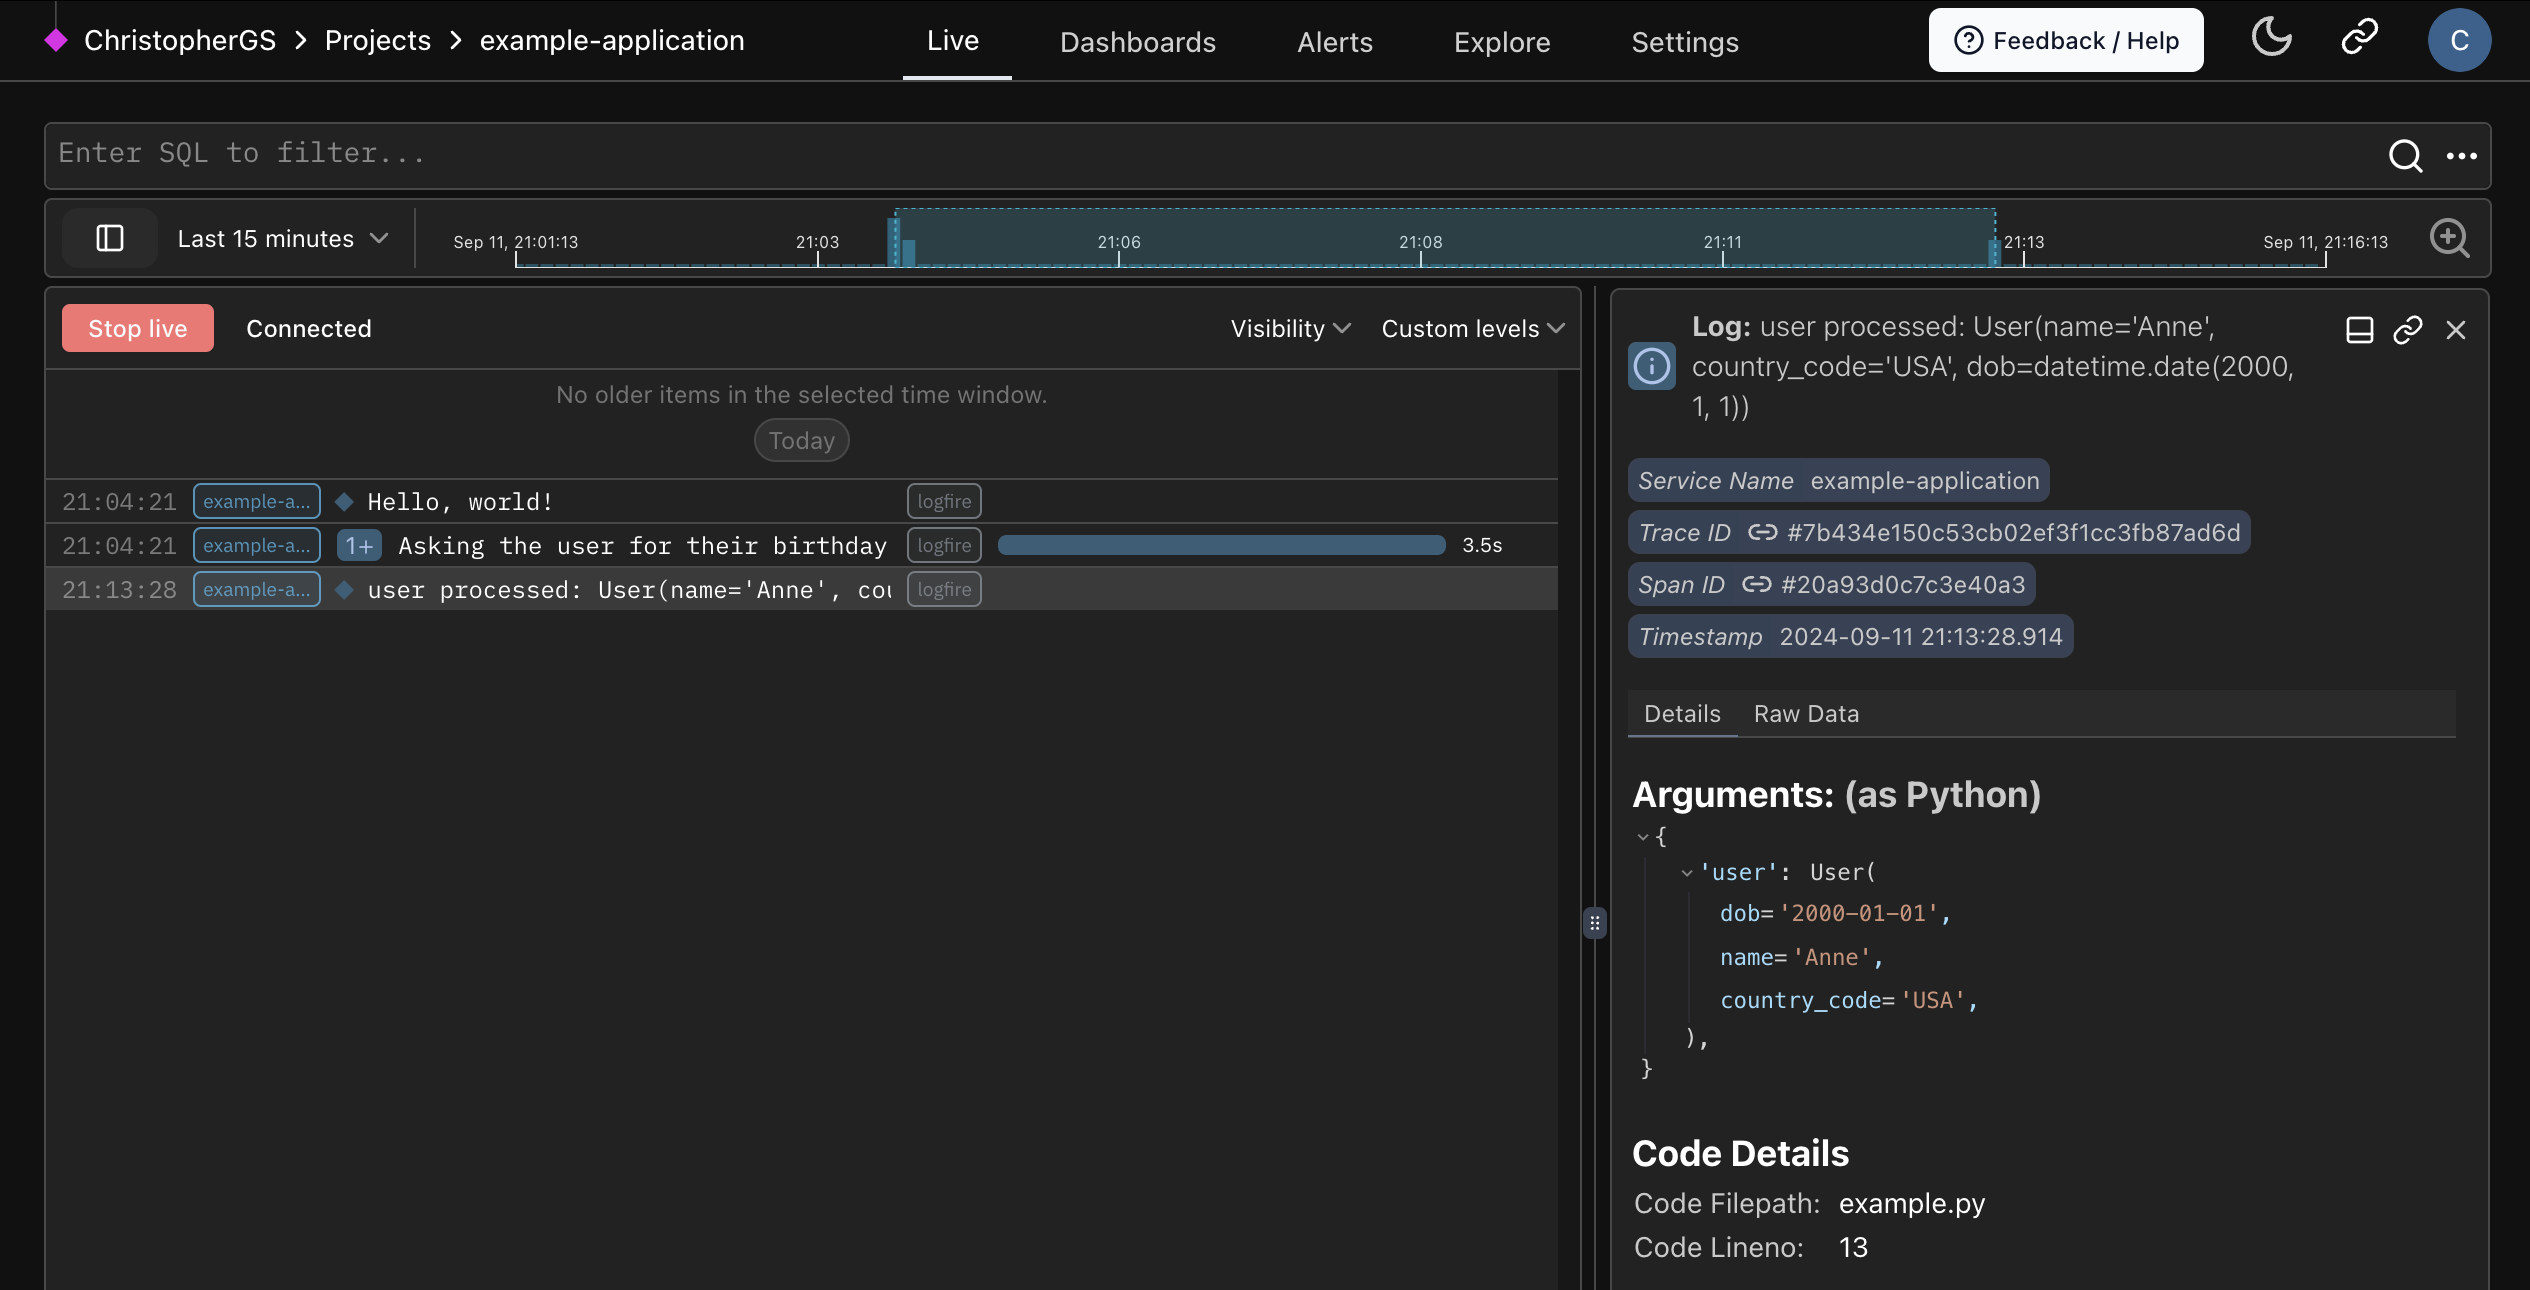 ChristopherGS > Projects > example-application Live Dashboards Alerts Explore Settings Feedback / Help C
Enter SQL to filter...
Last 15 minutes Sep 11, 21:01:13 21:03 21:06 21:08 21:11 21:13 Sep 11, 21:16:13
Stop live Connected Visibility Custom levels
No older items in the selected time window.
Today
21:04:21 example-a... Hello, world! logfire
21:04:21 example-a... 1+ Asking the user for their birthday logfire 3.5s
21:13:28 example-a... user processed: User(name='Anne', cou logfire
Log: user processed: User(name='Anne',
country_code='USA', dob=datetime.date(2000,
1, 1))
Service Name example-application
Trace ID #7b434e150c53cb02ef3f1cc3fb87ad6d
Span ID #20a93d0c7c3e40a3
Timestamp 2024-09-11 21:13:28.914
Details Raw Data
Arguments: (as Python)
{
'user': User(
dob='2000-01-01',
name='Anne',
country_code='USA',
),
}
Code Details
Code Filepath: example.py
Code Lineno: 13